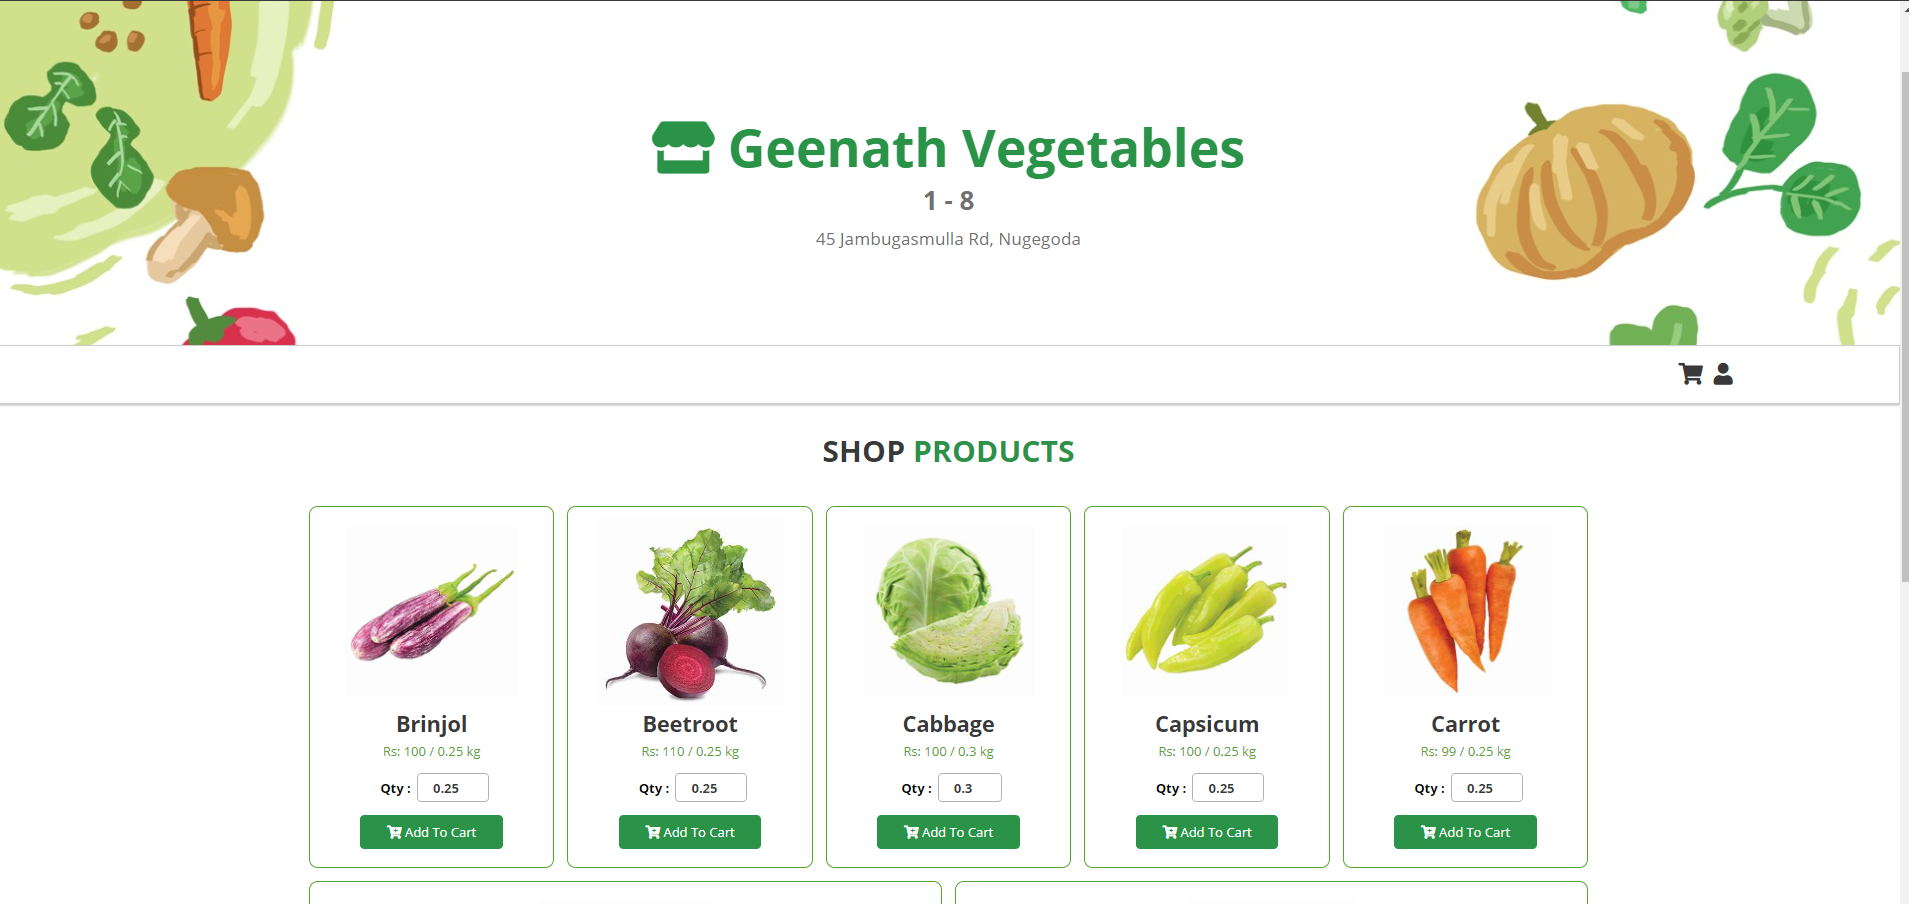 Geenath Vegetables
1 - 8
45 Jambugasmulla Rd, Nugegoda
SHOP PRODUCTS
Brinjol
Rs: 100 / 0.25 kg
Qty : 0.25
Add To Cart
Beetroot
Rs: 110 / 0.25 kg
Qty : 0.25
Add To Cart
Cabbage
Rs: 100 / 0.3 kg
Qty : 0.3
Add To Cart
Capsicum
Rs: 100 / 0.25 kg
Qty : 0.25
Add To Cart
Carrot
Rs: 99 / 0.25 kg
Qty : 0.25
Add To Cart